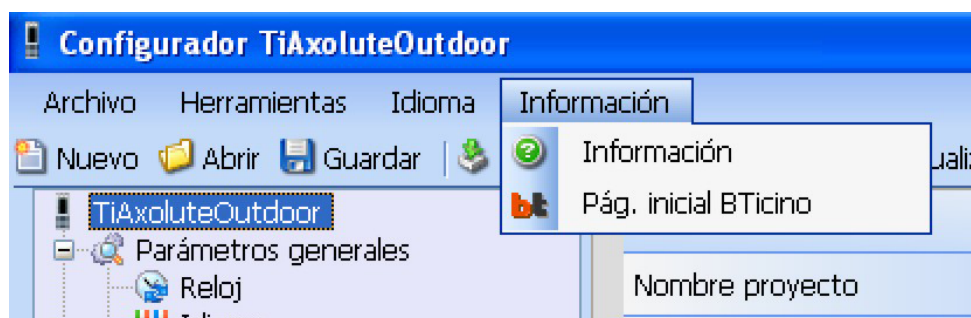 Configurador TiAxoluteOutdoor
Archivo Herramientas Idioma Información
Nuevo Abrir Guardar
Información
bt Pág. inicial BTicino
TiAxoluteOutdoor
Parámetros generales
Reloj
Nombre proyecto